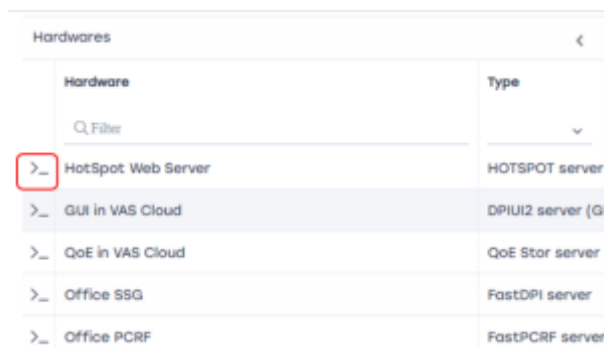 Hardwares
Hardware Type
Filter
>_ HotSpot Web Server HOTSPOT server
>_ GUI in VAS Cloud DPIUI2 server (G
>_ QoE in VAS Cloud QoE Stor server
>_ Office SSG FastDPI server
>_ Office PCRF FastPCRF server